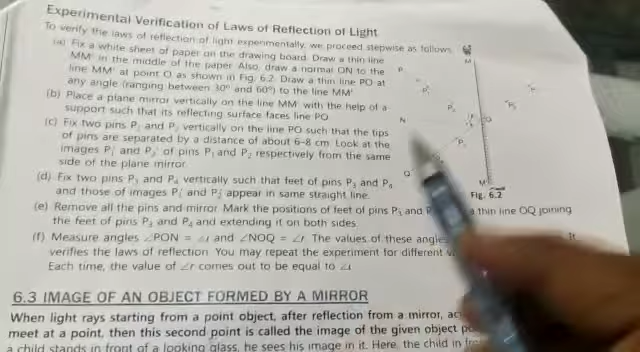 Experimental Verification of Laws of Reflection of Light
To verify the laws of reflection of light experimentally, we proceed stepwise as follows.
(a) Fix a white sheet of paper on the drawing board. Draw a thin line
MM' in the middle of the paper. Also, draw a normal ON to the
line MM' at point O as shown in Fig. 6.2. Draw a thin line PO at
any angle (ranging between 30° and 60°) to the line MM'
(b) Place a plane mirror vertically on the line MM' with the help of a
support such that its reflecting surface faces line PO.
(c) Fix two pins P₁ and P₂ vertically on the line PO such that the tips
of pins are separated by a distance of about 6–8 cm. Look at the
images P₁' and P₂' of pins P₁ and P₂ respectively from the same
side of the plane mirror.
(d) Fix two pins P₃ and P₄ vertically such that feet of pins P₃ and P₄
and those of images P₁' and P₂' appear in same straight line.
(e) Remove all the pins and mirror. Mark the positions of feet of pins P₃ and
a thin line OQ joining
the feet of pins P₃ and P₄ and extending it on both sides.
(f) Measure angles ∠PON = ∠i and ∠NOQ = ∠r. The values of these
It
verifies the laws of reflection. You may repeat the experiment for different
Each time, the value of ∠r comes out to be equal to ∠i
M
P
P₁
P₂
N
O
P₃
Q
M'
Fig. 6.2
6.3 IMAGE OF AN OBJECT FORMED BY A MIRROR
When light rays starting from a point object, after reflection from a mirror,
meet at a point, then this second point is called the image of the given object
a child stands in front of a looking glass, he sees his image in it. Here, the child in